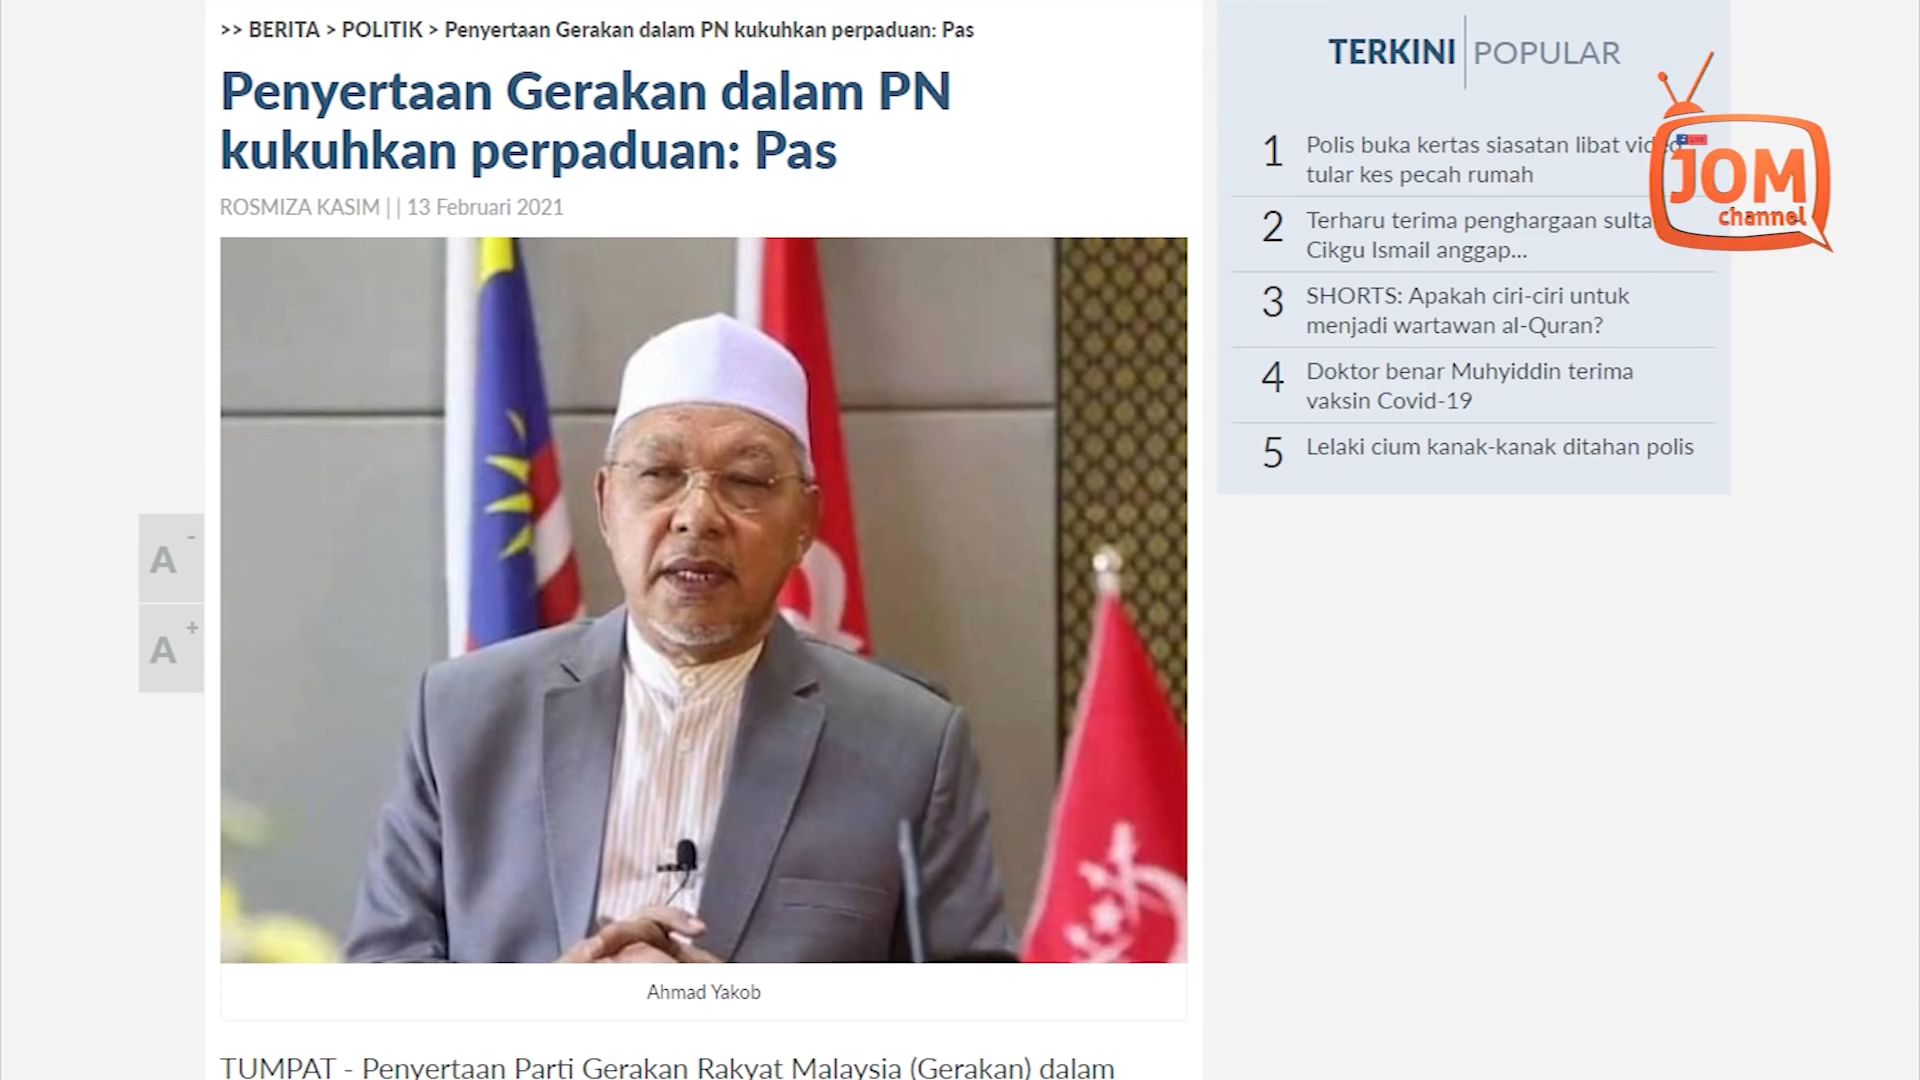 >> BERITA > POLITIK > Penyertaan Gerakan dalam PN kukuhkan perpaduan: Pas
Penyertaan Gerakan dalam PN
kukuhkan perpaduan: Pas
ROSMIZA KASIM | | 13 Februari 2021
A -
A +
Ahmad Yakob
TUMPAT - Penyertaan Parti Gerakan Rakyat Malaysia (Gerakan) dalam
TERKINI | POPULAR
1 Polis buka kertas siasatan libat video
tular kes pecah rumah
2 Terharu terima penghargaan sulta
Cikgu Ismail anggap...
3 SHORTS: Apakah ciri-ciri untuk
menjadi wartawan al-Quran?
4 Doktor benar Muhyiddin terima
vaksin Covid-19
5 Lelaki cium kanak-kanak ditahan polis
JOM
channel